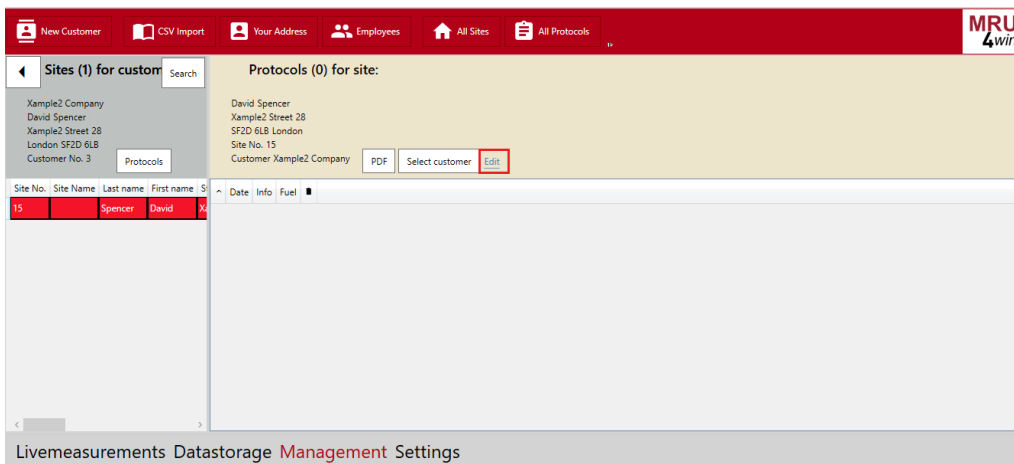 New Customer CSV Import Your Address Employees All Sites All Protocols
MRU
4win
Sites (1) for custom Search
Xample2 Company
David Spencer
Xample2 Street 28
London SF2D 6LB
Customer No. 3 Protocols
Protocols (0) for site:
David Spencer
Xample2 Street 28
SF2D 6LB London
Site No. 15
Customer Xample2 Company PDF Select customer Edit
Site No. Site Name Last name First name St
15 Spencer David Xa
Date Info Fuel
Livemeasurements Datastorage Management Settings